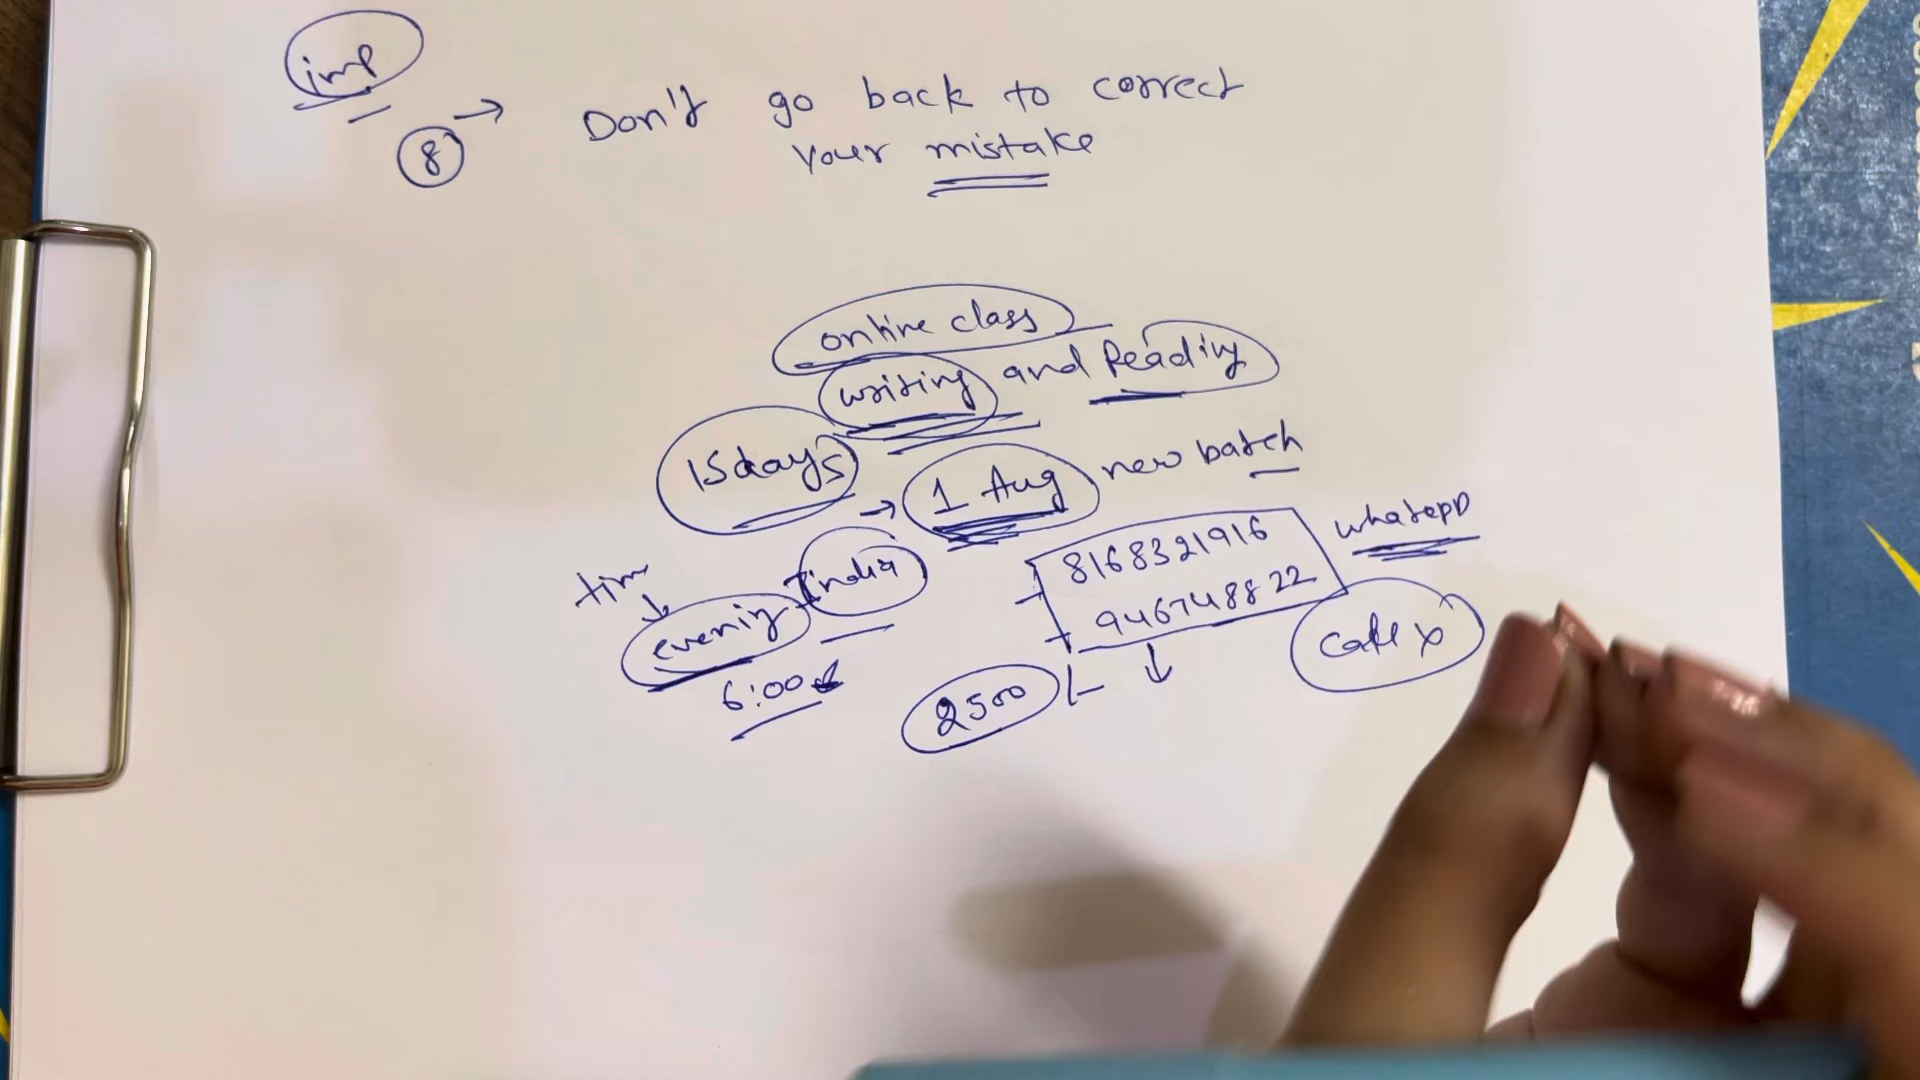 imp
8 → Don't go back to correct
your mistake
online class
writing and Reading
15 days → 1 Aug new batch
time
↓
evening India
6:00
8168321916 whatsapp
9467488822
call x
2500 /-